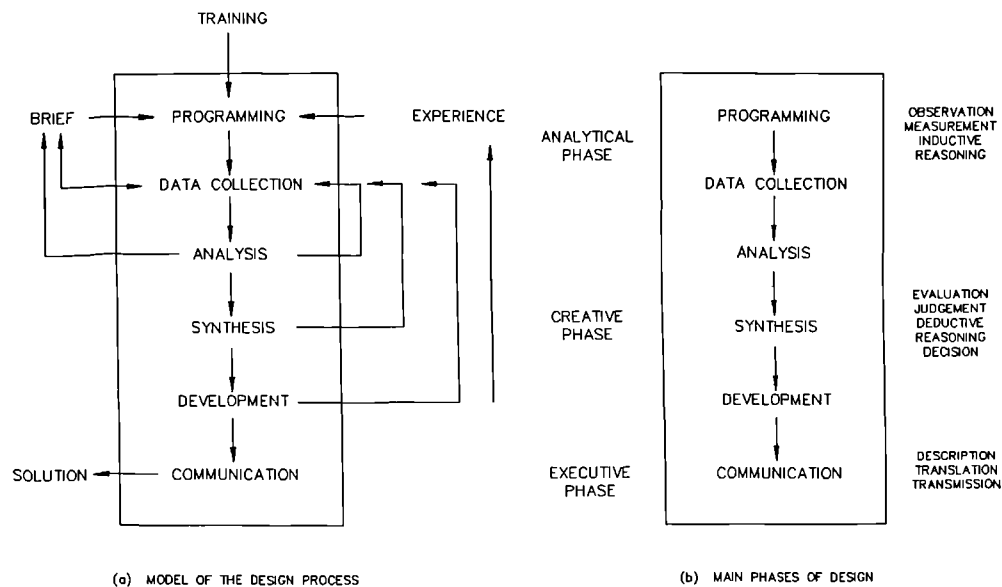 TRAINING
BRIEF
PROGRAMMING
EXPERIENCE
DATA COLLECTION
ANALYSIS
SYNTHESIS
DEVELOPMENT
SOLUTION
COMMUNICATION
(a) MODEL OF THE DESIGN PROCESS
ANALYTICAL
PHASE
CREATIVE
PHASE
EXECUTIVE
PHASE
PROGRAMMING
DATA COLLECTION
ANALYSIS
SYNTHESIS
DEVELOPMENT
COMMUNICATION
OBSERVATION
MEASUREMENT
INDUCTIVE
REASONING
EVALUATION
JUDGEMENT
DEDUCTIVE
REASONING
DECISION
DESCRIPTION
TRANSLATION
TRANSMISSION
(b) MAIN PHASES OF DESIGN